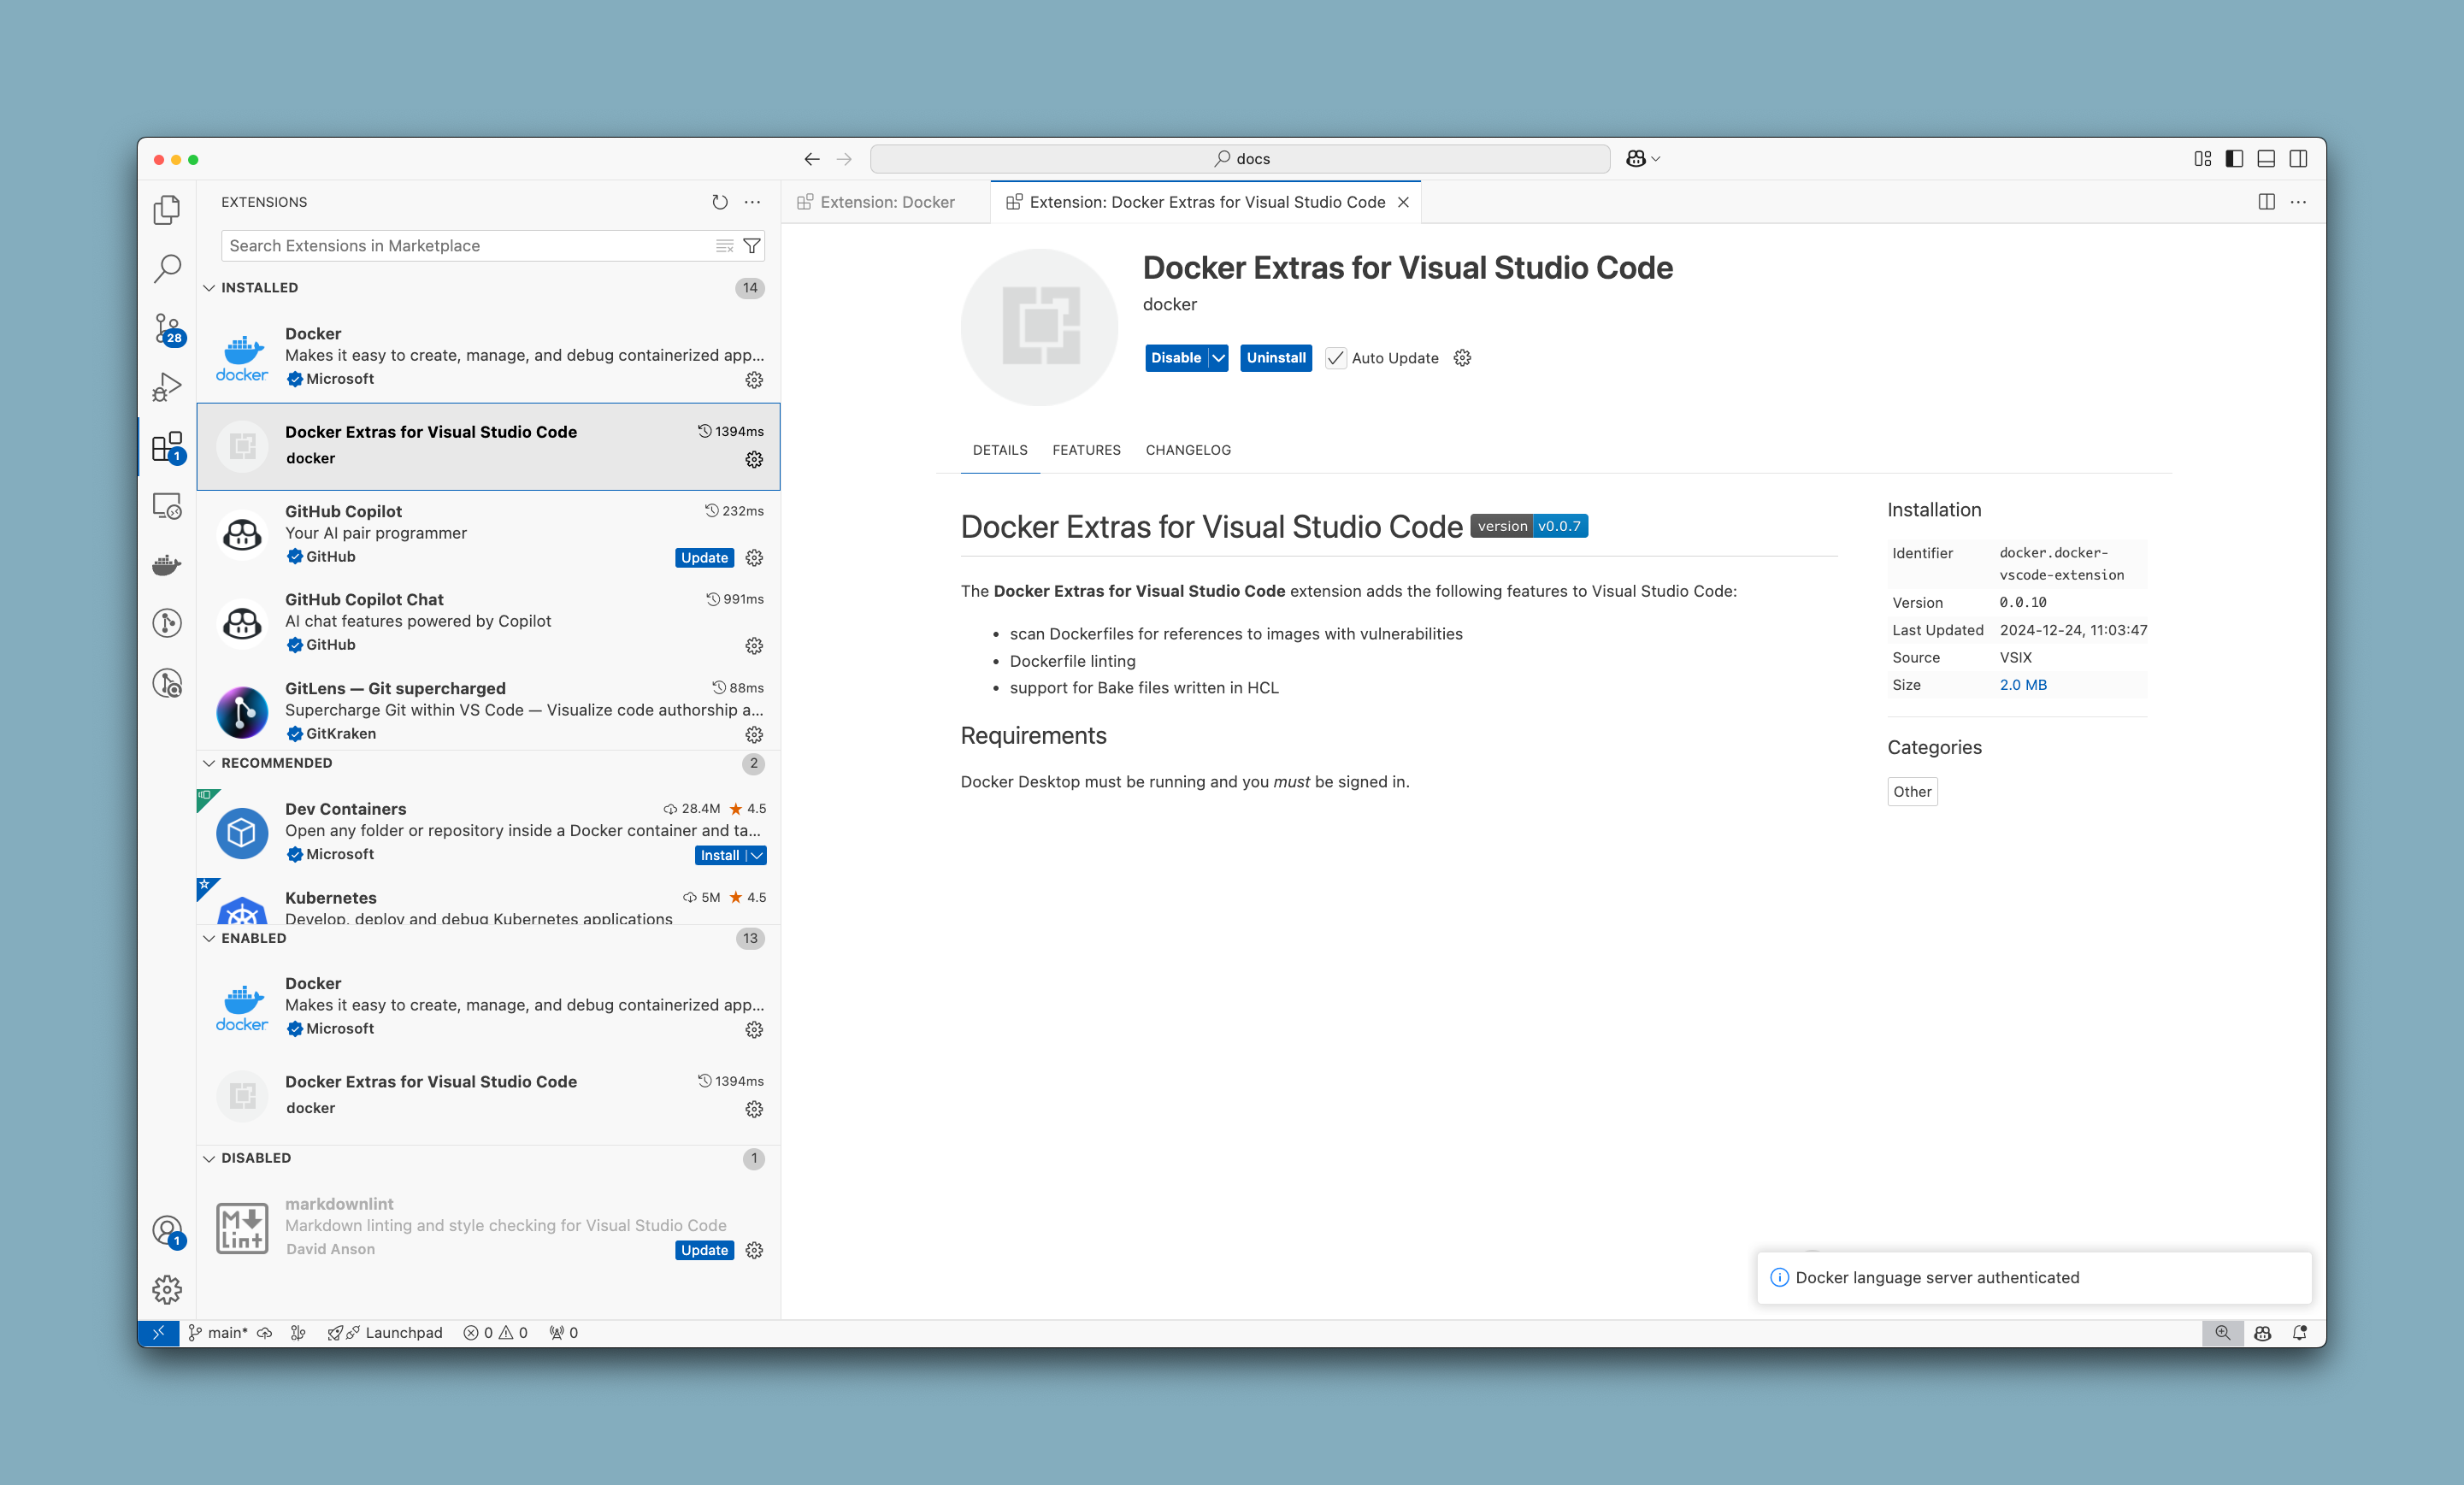 docs
EXTENSIONS
Search Extensions in Marketplace
INSTALLED 14
Docker
Makes it easy to create, manage, and debug containerized app...
docker
Microsoft
Docker Extras for Visual Studio Code 1394ms
docker
GitHub Copilot 232ms
Your AI pair programmer
GitHub Update
GitHub Copilot Chat 991ms
AI chat features powered by Copilot
GitHub
GitLens — Git supercharged 88ms
Supercharge Git within VS Code — Visualize code authorship a...
GitKraken
RECOMMENDED 2
Dev Containers 28.4M 4.5
Open any folder or repository inside a Docker container and ta...
Microsoft Install
Kubernetes 5M 4.5
Develop, deploy and debug Kubernetes applications
ENABLED 13
Docker
Makes it easy to create, manage, and debug containerized app...
docker
Microsoft
Docker Extras for Visual Studio Code 1394ms
docker
DISABLED 1
markdownlint
Markdown linting and style checking for Visual Studio Code
M Lint
David Anson Update
28
1
1
Extension: Docker
Extension: Docker Extras for Visual Studio Code
Docker Extras for Visual Studio Code
docker
Disable Uninstall Auto Update
DETAILS FEATURES CHANGELOG
Docker Extras for Visual Studio Code version v0.0.7
The Docker Extras for Visual Studio Code extension adds the following features to Visual Studio Code:
• scan Dockerfiles for references to images with vulnerabilities
• Dockerfile linting
• support for Bake files written in HCL
Requirements
Docker Desktop must be running and you must be signed in.
Installation
Identifier docker.docker-
vscode-extension
Version 0.0.10
Last Updated 2024-12-24, 11:03:47
Source VSIX
Size 2.0 MB
Categories
Other
Docker language server authenticated
main* Launchpad 0 0 0